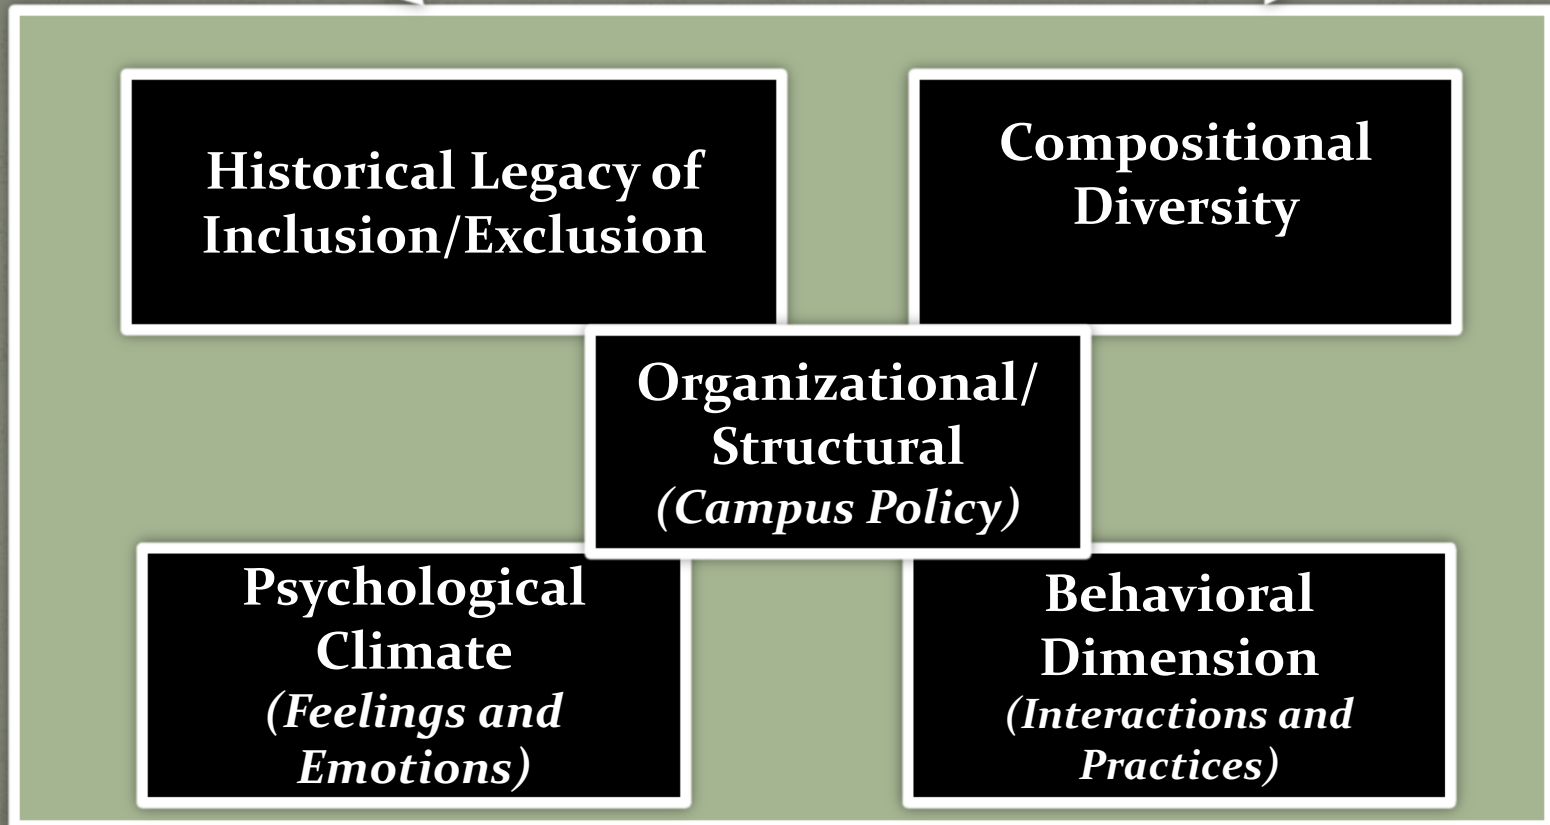 Historical Legacy of
Inclusion/Exclusion
Compositional
Diversity
Organizational/
Structural
(Campus Policy)
Psychological
Climate
(Feelings and
Emotions)
Behavioral
Dimension
(Interactions and
Practices)